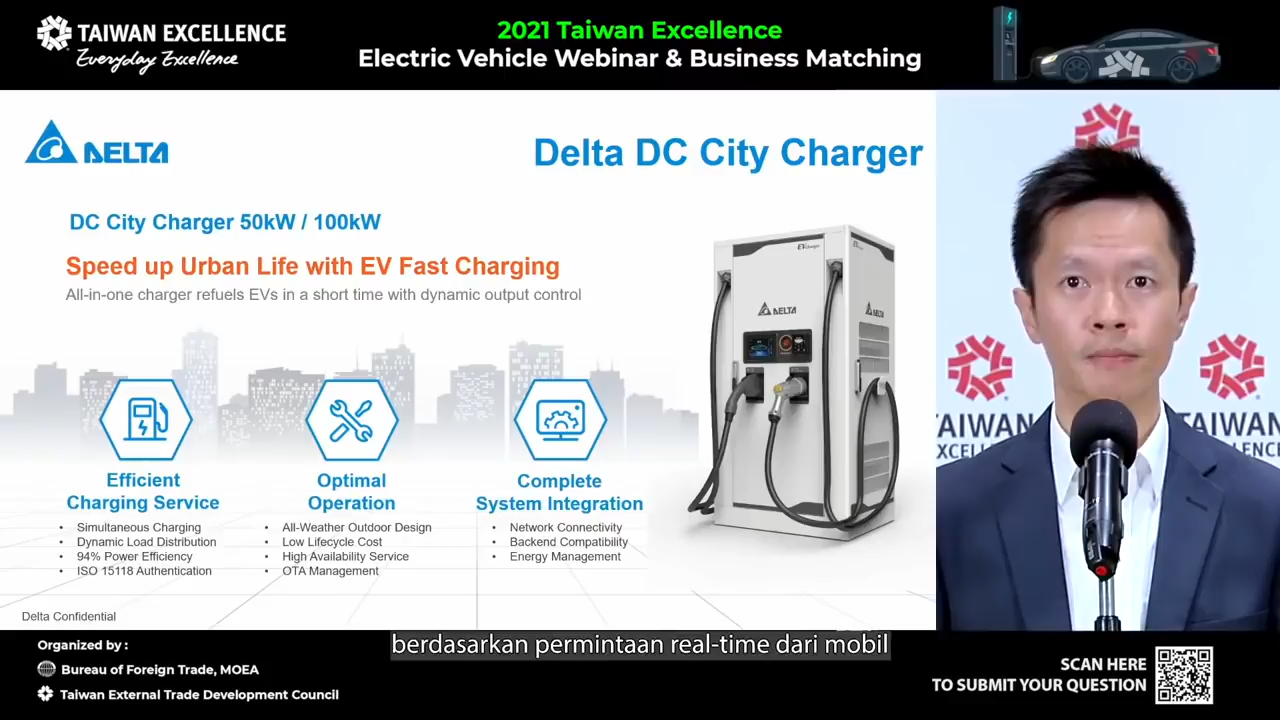 TAIWAN EXCELLENCE
Everyday Excellence
2021 Taiwan Excellence
Electric Vehicle Webinar & Business Matching
DELTA
Delta DC City Charger
DC City Charger 50kW / 100kW
Speed up Urban Life with EV Fast Charging
All-in-one charger refuels EVs in a short time with dynamic output control
Efficient
Charging Service
• Simultaneous Charging
• Dynamic Load Distribution
• 94% Power Efficiency
• ISO 15118 Authentication
Optimal
Operation
• All-Weather Outdoor Design
• Low Lifecycle Cost
• High Availability Service
• OTA Management
Complete
System Integration
• Network Connectivity
• Backend Compatibility
• Energy Management
DELTA
DELTA
Delta Confidential
TAIWAN
EXCELLENCE
berdasarkan permintaan real-time dari mobil
Organized by :
Bureau of Foreign Trade, MOEA
Taiwan External Trade Development Council
SCAN HERE
TO SUBMIT YOUR QUESTION